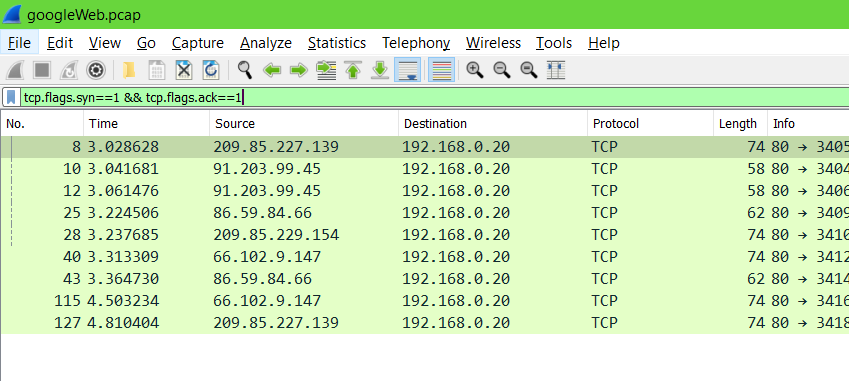 googleWeb.pcap
File Edit View Go Capture Analyze Statistics Telephony Wireless Tools Help
tcp.flags.syn==1 && tcp.flags.ack==1
No. Time Source Destination Protocol Length Info
8 3.028628 209.85.227.139 192.168.0.20 TCP 74 80 → 3405
10 3.041681 91.203.99.45 192.168.0.20 TCP 58 80 → 3404
12 3.061476 91.203.99.45 192.168.0.20 TCP 58 80 → 3406
25 3.224506 86.59.84.66 192.168.0.20 TCP 62 80 → 3409
28 3.237685 209.85.229.154 192.168.0.20 TCP 74 80 → 3410
40 3.313309 66.102.9.147 192.168.0.20 TCP 74 80 → 3412
43 3.364730 86.59.84.66 192.168.0.20 TCP 62 80 → 3414
115 4.503234 66.102.9.147 192.168.0.20 TCP 74 80 → 3416
127 4.810404 209.85.227.139 192.168.0.20 TCP 74 80 → 3418